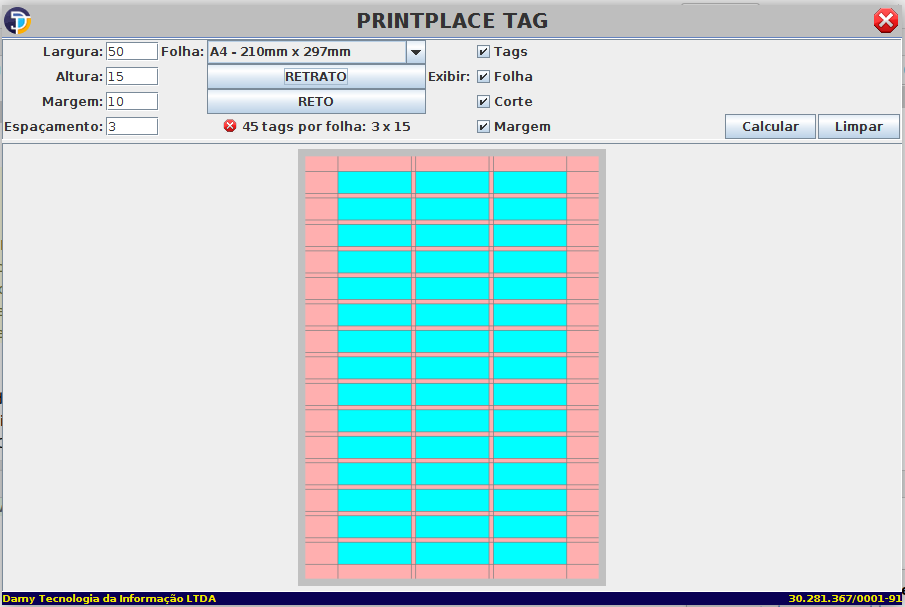 PRINTPLACE TAG
Largura: 50 Folha: A4 - 210mm x 297mm Tags
Altura: 15 RETRATO Exibir: Folha
Margem: 10 RETO Corte
Espaçamento: 3 45 tags por folha: 3 x 15 Margem Calcular Limpar
Damy Tecnologia da Informação LTDA 30.281.367/0001-91